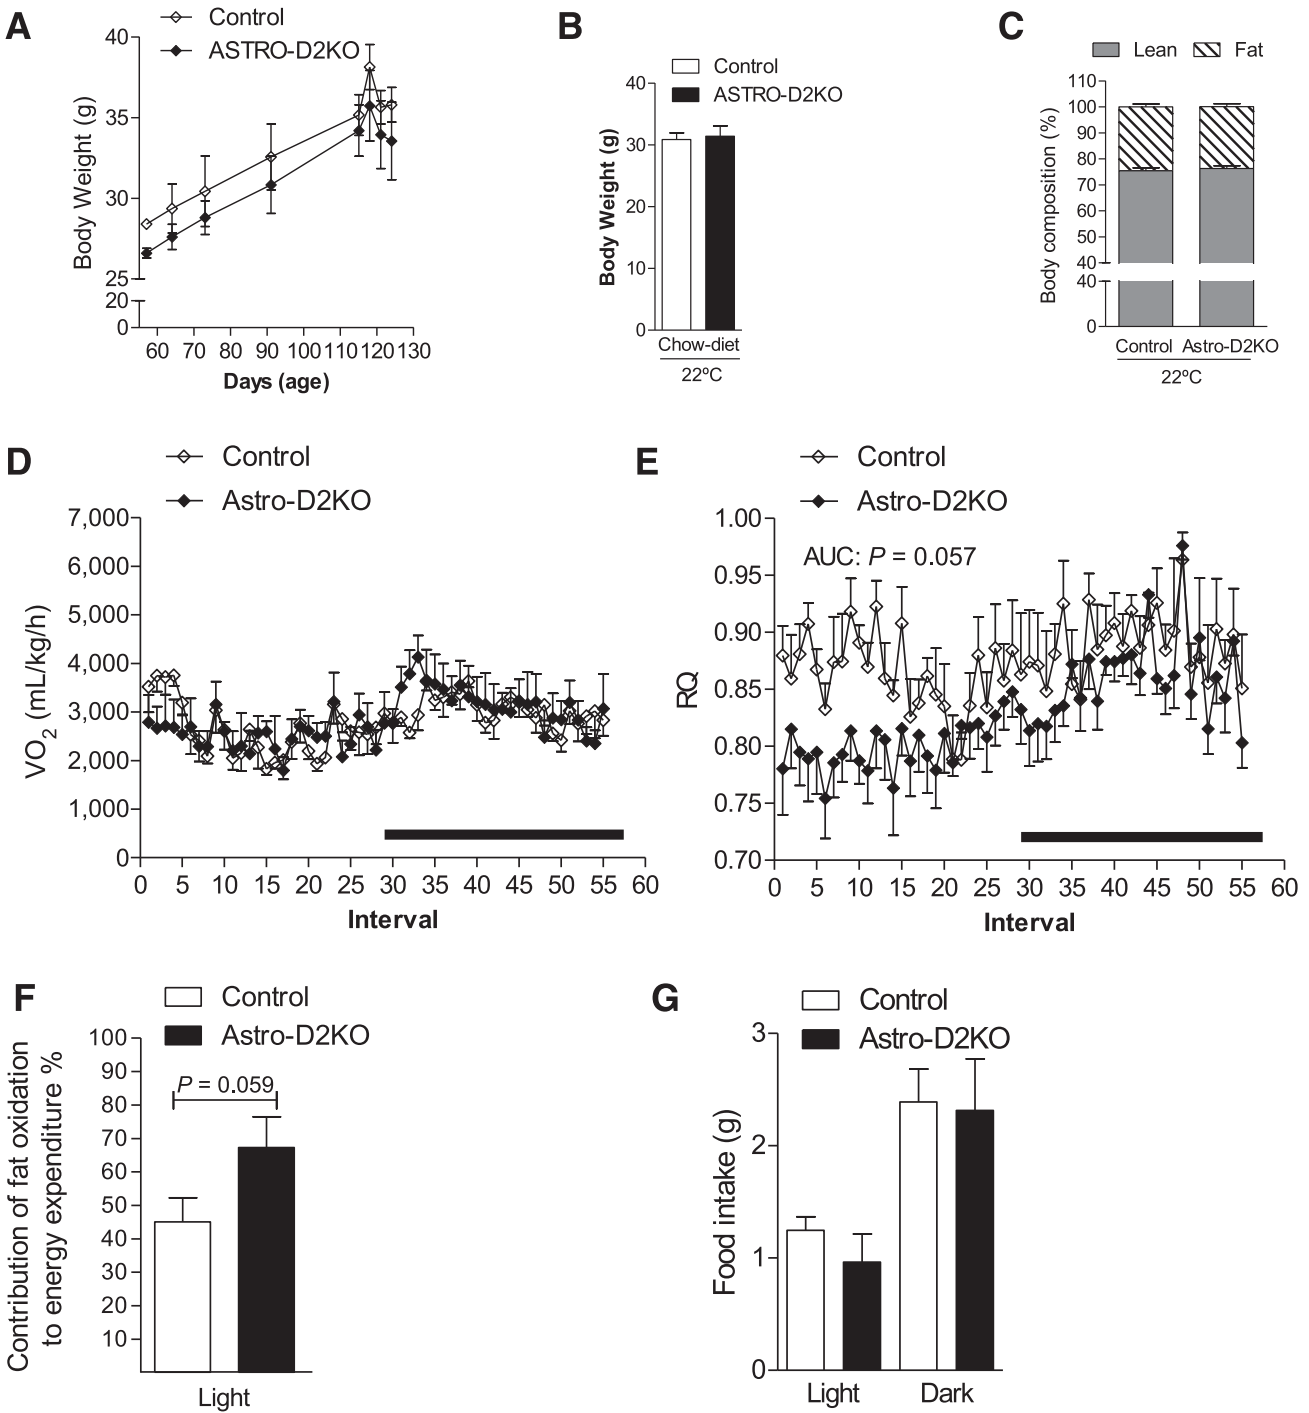 A
Control
ASTRO-D2KO
Body Weight (g)
40
35
30
25
20
0
60 70 80 90 100 110 120 130
Days (age)
B
Control
ASTRO-D2KO
Body Weight (g)
40
30
20
10
0
Chow-diet
22ºC
C
Lean Fat
Body composition (%)
110
100
90
80
70
60
50
40
40
0
Control Astro-D2KO
22ºC
D
Control
Astro-D2KO
VO2 (mL/kg/h)
7,000
6,000
5,000
4,000
3,000
2,000
1,000
0
0 5 10 15 20 25 30 35 40 45 50 55 60
Interval
E
Control
Astro-D2KO
AUC: P = 0.057
RQ
1.00
0.95
0.90
0.85
0.80
0.75
0.70
0 5 10 15 20 25 30 35 40 45 50 55 60
Interval
F
Control
Astro-D2KO
P = 0.059
Contribution of fat oxidation
to energy expenditure %
100
90
80
70
60
50
40
30
20
10
Light
G
Control
Astro-D2KO
Food intake (g)
3
2
1
0
Light Dark